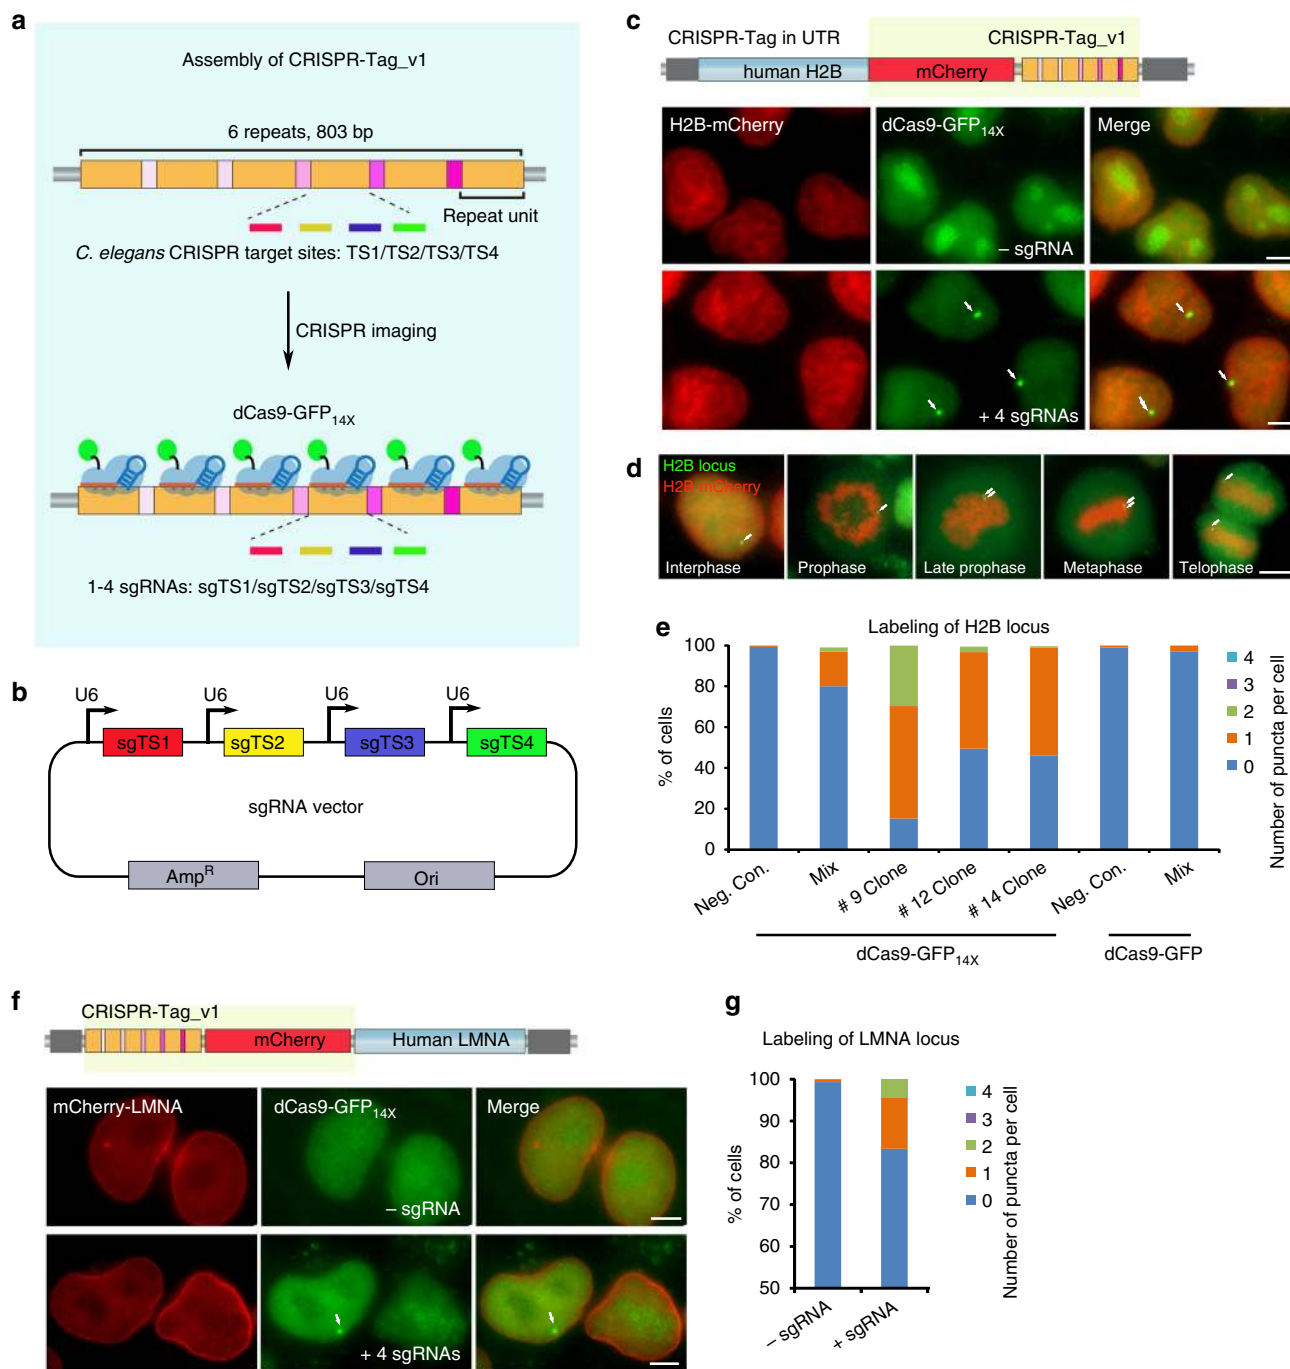 a
Assembly of CRISPR-Tag_v1
6 repeats, 803 bp
Repeat unit
C. elegans CRISPR target sites: TS1/TS2/TS3/TS4
CRISPR imaging
dCas9-GFP14X
1-4 sgRNAs: sgTS1/sgTS2/sgTS3/sgTS4
b
U6 U6 U6 U6
sgTS1 sgTS2 sgTS3 sgTS4
sgRNA vector
AmpR Ori
c
CRISPR-Tag in UTR CRISPR-Tag_v1
human H2B mCherry
H2B-mCherry dCas9-GFP14X Merge
– sgRNA
+ 4 sgRNAs
d
H2B locus
H2B-mCherry
Interphase Prophase Late prophase Metaphase Telophase
e
Labeling of H2B locus
100
80
60
40
20
0
% of cells
4
3
2
1
0
Number of puncta per cell
Neg. Con. Mix # 9 Clone # 12 Clone # 14 Clone Neg. Con. Mix
dCas9-GFP14X dCas9-GFP
f
CRISPR-Tag_v1
mCherry Human LMNA
mCherry-LMNA dCas9-GFP14X Merge
– sgRNA
+ 4 sgRNAs
g
Labeling of LMNA locus
100
90
80
70
60
50
% of cells
4
3
2
1
0
Number of puncta per cell
– sgRNA + sgRNA